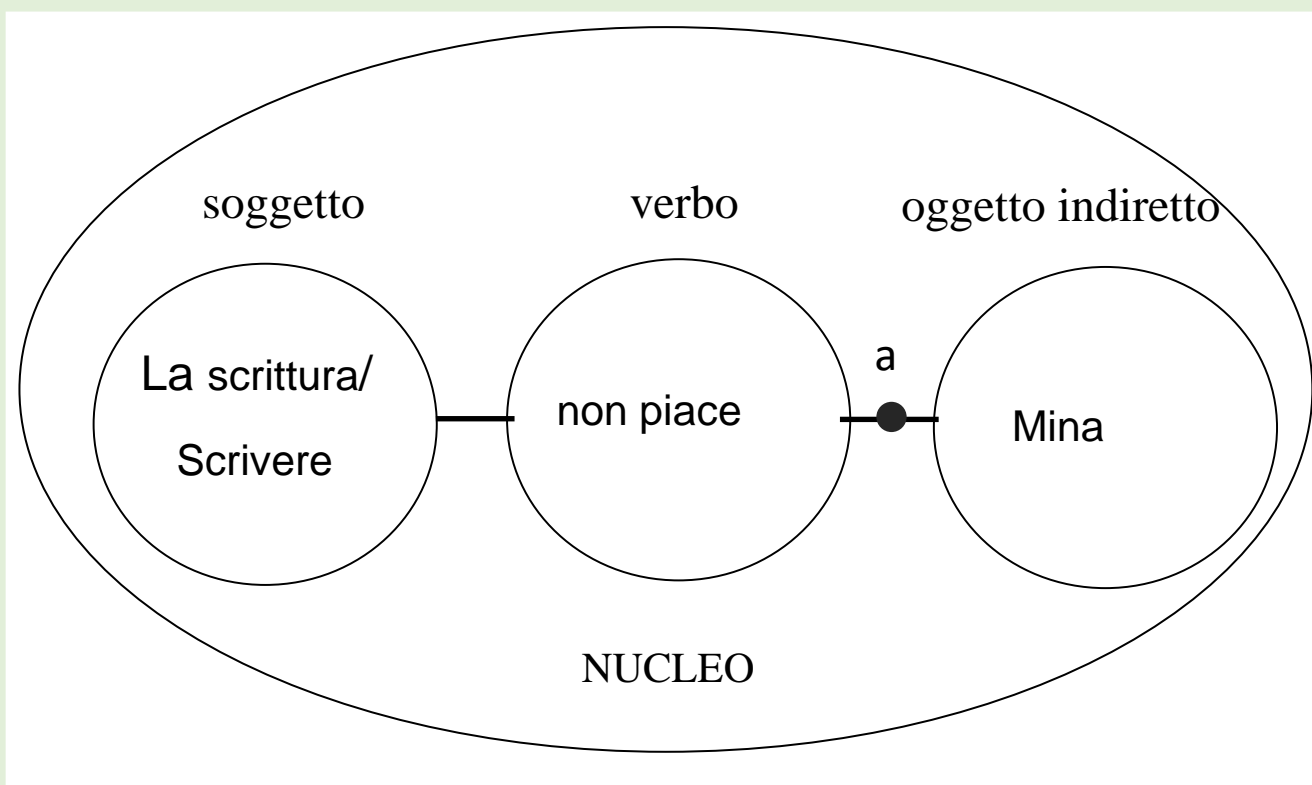 soggetto
verbo
oggetto indiretto
La scrittura/
Scrivere
non piace
a
Mina
NUCLEO